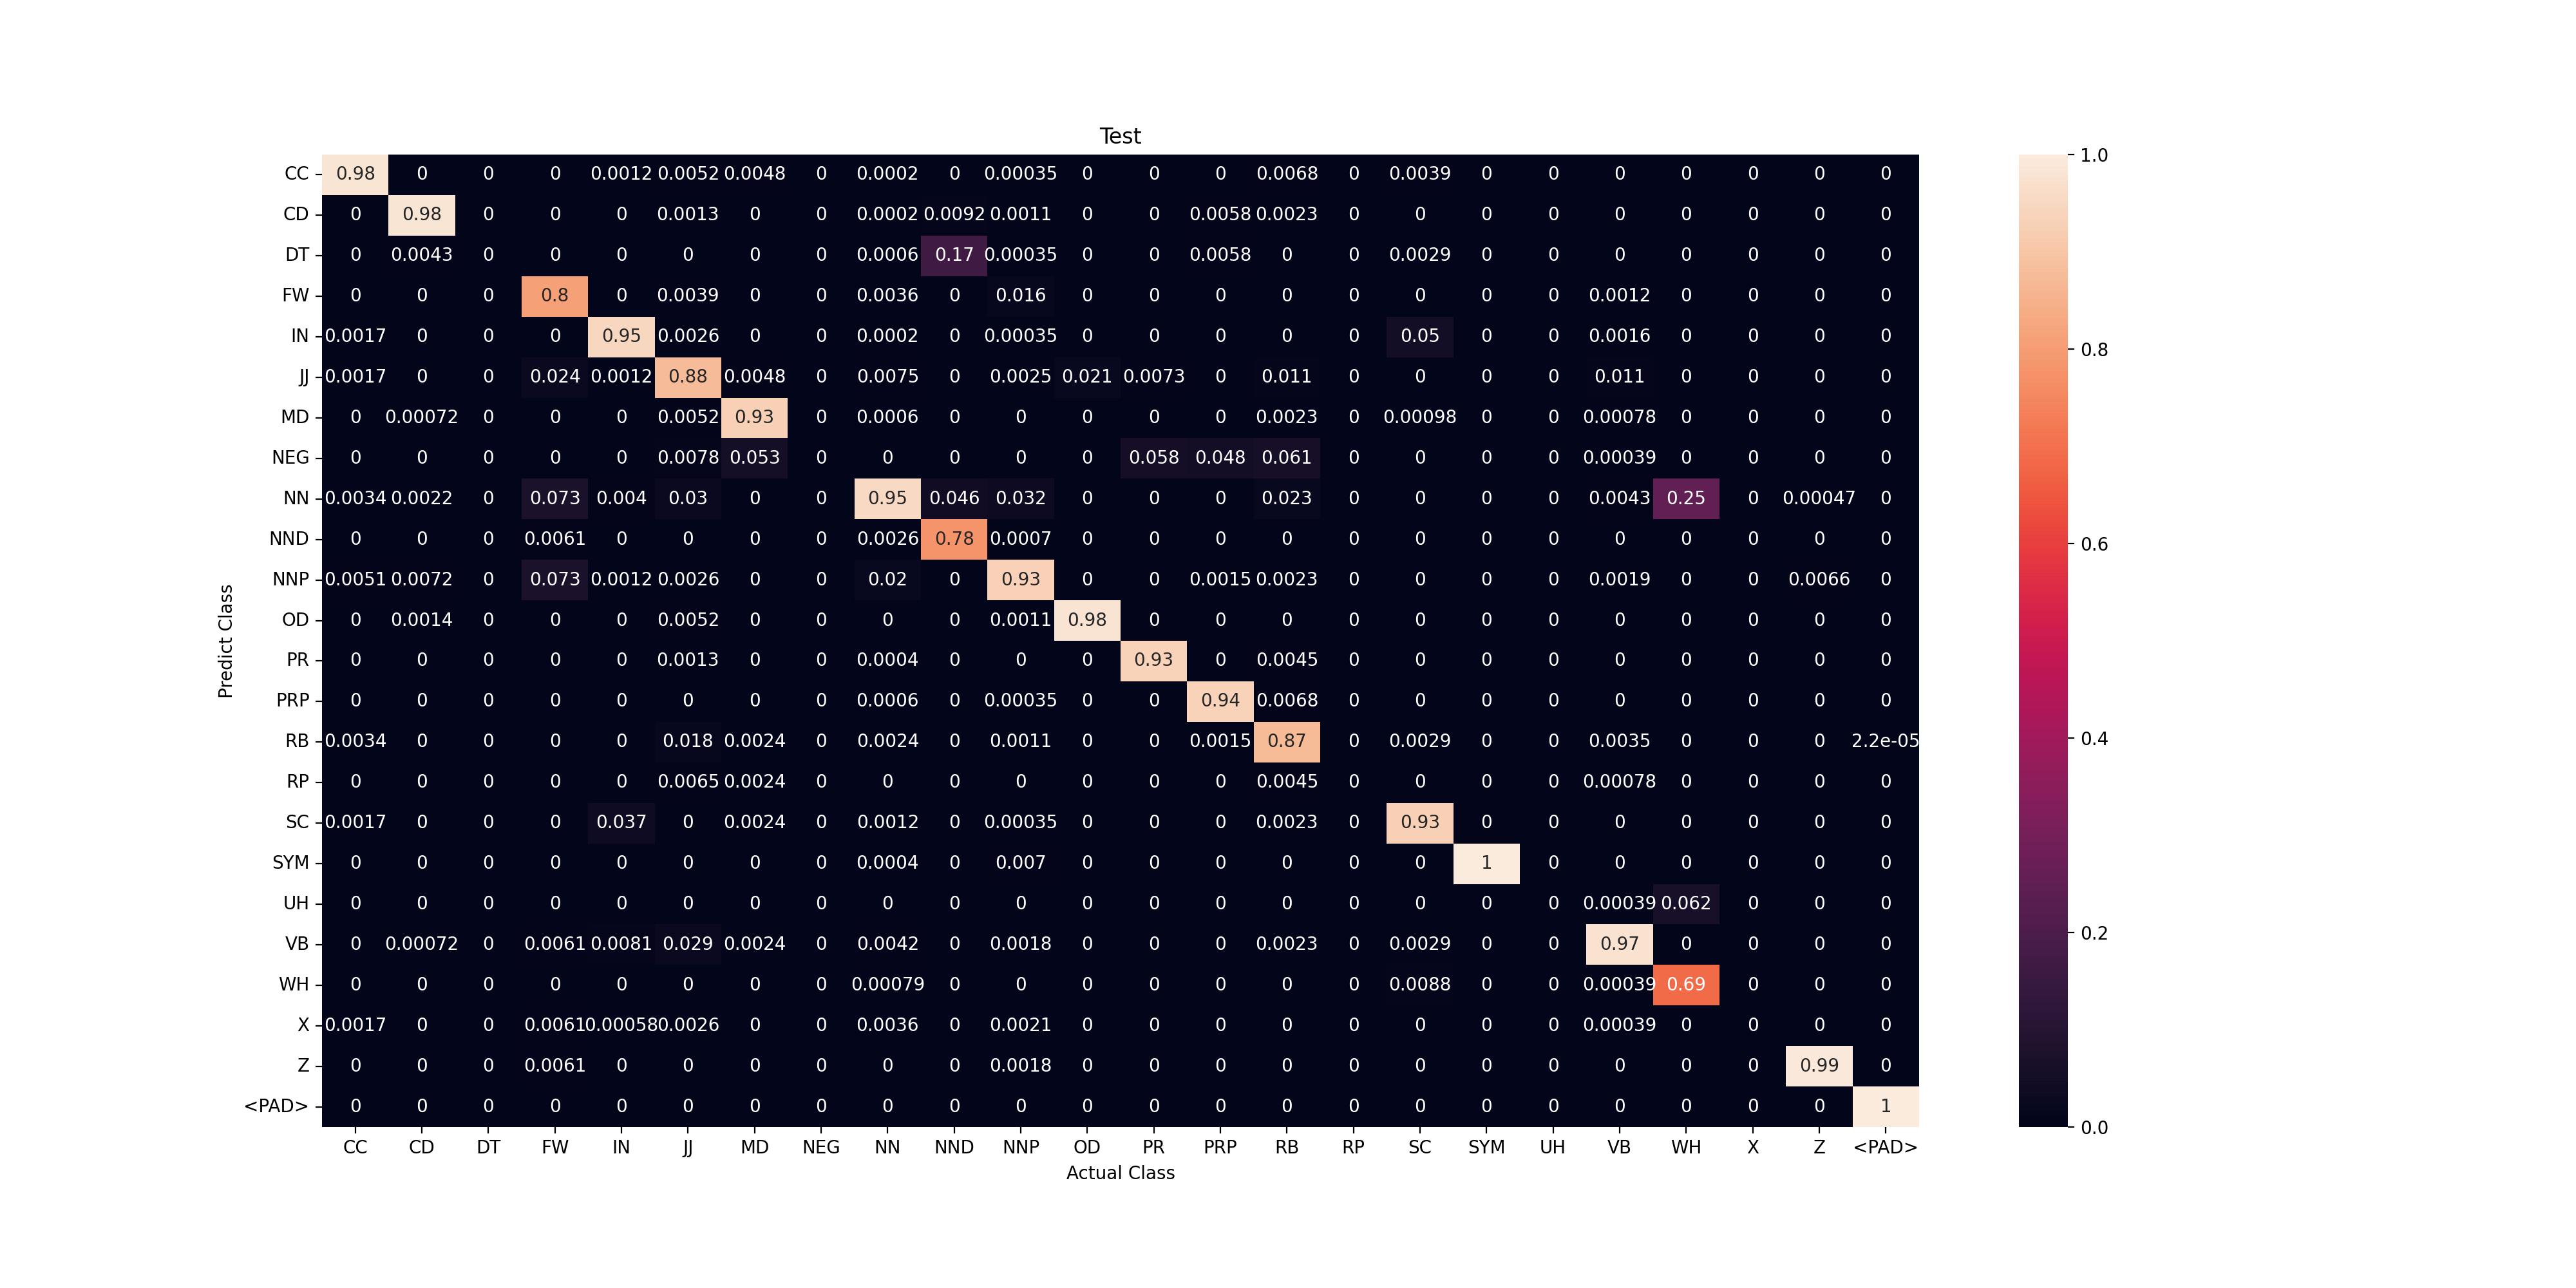 Test
CC 0.98 0 0 0 0.0012 0.0052 0.0048 0 0.0002 0 0.00035 0 0 0 0.0068 0 0.0039 0 0 0 0 0 0 0 1.0
CD 0 0.98 0 0 0 0.0013 0 0 0.0002 0.0092 0.0011 0 0 0.0058 0.0023 0 0 0 0 0 0 0 0 0
DT 0 0.0043 0 0 0 0 0 0 0.0006 0.17 0.00035 0 0 0.0058 0 0 0.0029 0 0 0 0 0 0 0
FW 0 0 0 0.8 0 0.0039 0 0 0.0036 0 0.016 0 0 0 0 0 0 0 0 0.0012 0 0 0 0
IN 0.0017 0 0 0 0.95 0.0026 0 0 0.0002 0 0.00035 0 0 0 0 0 0.05 0 0 0.0016 0 0 0 0 0.8
JJ 0.0017 0 0 0.024 0.0012 0.88 0.0048 0 0.0075 0 0.0025 0.021 0.0073 0 0.011 0 0 0 0 0.011 0 0 0 0
MD 0 0.00072 0 0 0 0.0052 0.93 0 0.0006 0 0 0 0 0 0.0023 0 0.00098 0 0 0.00078 0 0 0 0
NEG 0 0 0 0 0 0.0078 0.053 0 0 0 0 0 0.058 0.048 0.061 0 0 0 0 0.00039 0 0 0 0
NN 0.0034 0.0022 0 0.073 0.004 0.03 0 0 0.95 0.046 0.032 0 0 0 0.023 0 0 0 0 0.0043 0.25 0 0.00047 0
NND 0 0 0 0.0061 0 0 0 0 0.0026 0.78 0.0007 0 0 0 0 0 0 0 0 0 0 0 0 0 0.6
NNP 0.0051 0.0072 0 0.073 0.0012 0.0026 0 0 0.02 0 0.93 0 0 0.0015 0.0023 0 0 0 0 0.0019 0 0 0.0066 0
OD 0 0.0014 0 0 0 0.0052 0 0 0 0 0.0011 0.98 0 0 0 0 0 0 0 0 0 0 0 0
Predict Class
PR 0 0 0 0 0 0.0013 0 0 0.0004 0 0 0 0.93 0 0.0045 0 0 0 0 0 0 0 0 0
PRP 0 0 0 0 0 0 0 0 0.0006 0 0.00035 0 0 0.94 0.0068 0 0 0 0 0 0 0 0 0
RB 0.0034 0 0 0 0 0.018 0.0024 0 0.0024 0 0.0011 0 0 0.0015 0.87 0 0.0029 0 0 0.0035 0 0 0 2.2e-05 0.4
RP 0 0 0 0 0 0.0065 0.0024 0 0 0 0 0 0 0 0.0045 0 0 0 0 0.00078 0 0 0 0
SC 0.0017 0 0 0 0.037 0 0.0024 0 0.0012 0 0.00035 0 0 0 0.0023 0 0.93 0 0 0 0 0 0 0
SYM 0 0 0 0 0 0 0 0 0.0004 0 0.007 0 0 0 0 0 0 1 0 0 0 0 0 0
UH 0 0 0 0 0 0 0 0 0 0 0 0 0 0 0 0 0 0 0 0.00039 0.062 0 0 0
VB 0 0.00072 0 0.0061 0.0081 0.029 0.0024 0 0.0042 0 0.0018 0 0 0 0.0023 0 0.0029 0 0 0.97 0 0 0 0 0.2
WH 0 0 0 0 0 0 0 0 0.00079 0 0 0 0 0 0 0 0.0088 0 0 0.00039 0.69 0 0 0
X 0.0017 0 0 0.0061 0.00058 0.0026 0 0 0.0036 0 0.0021 0 0 0 0 0 0 0 0 0.00039 0 0 0 0
Z 0 0 0 0.0061 0 0 0 0 0 0 0.0018 0 0 0 0 0 0 0 0 0 0 0 0.99 0
<PAD> 0 0 0 0 0 0 0 0 0 0 0 0 0 0 0 0 0 0 0 0 0 0 0 1 0.0
CC CD DT FW IN JJ MD NEG NN NND NNP OD PR PRP RB RP SC SYM UH VB WH X Z <PAD>
Actual Class